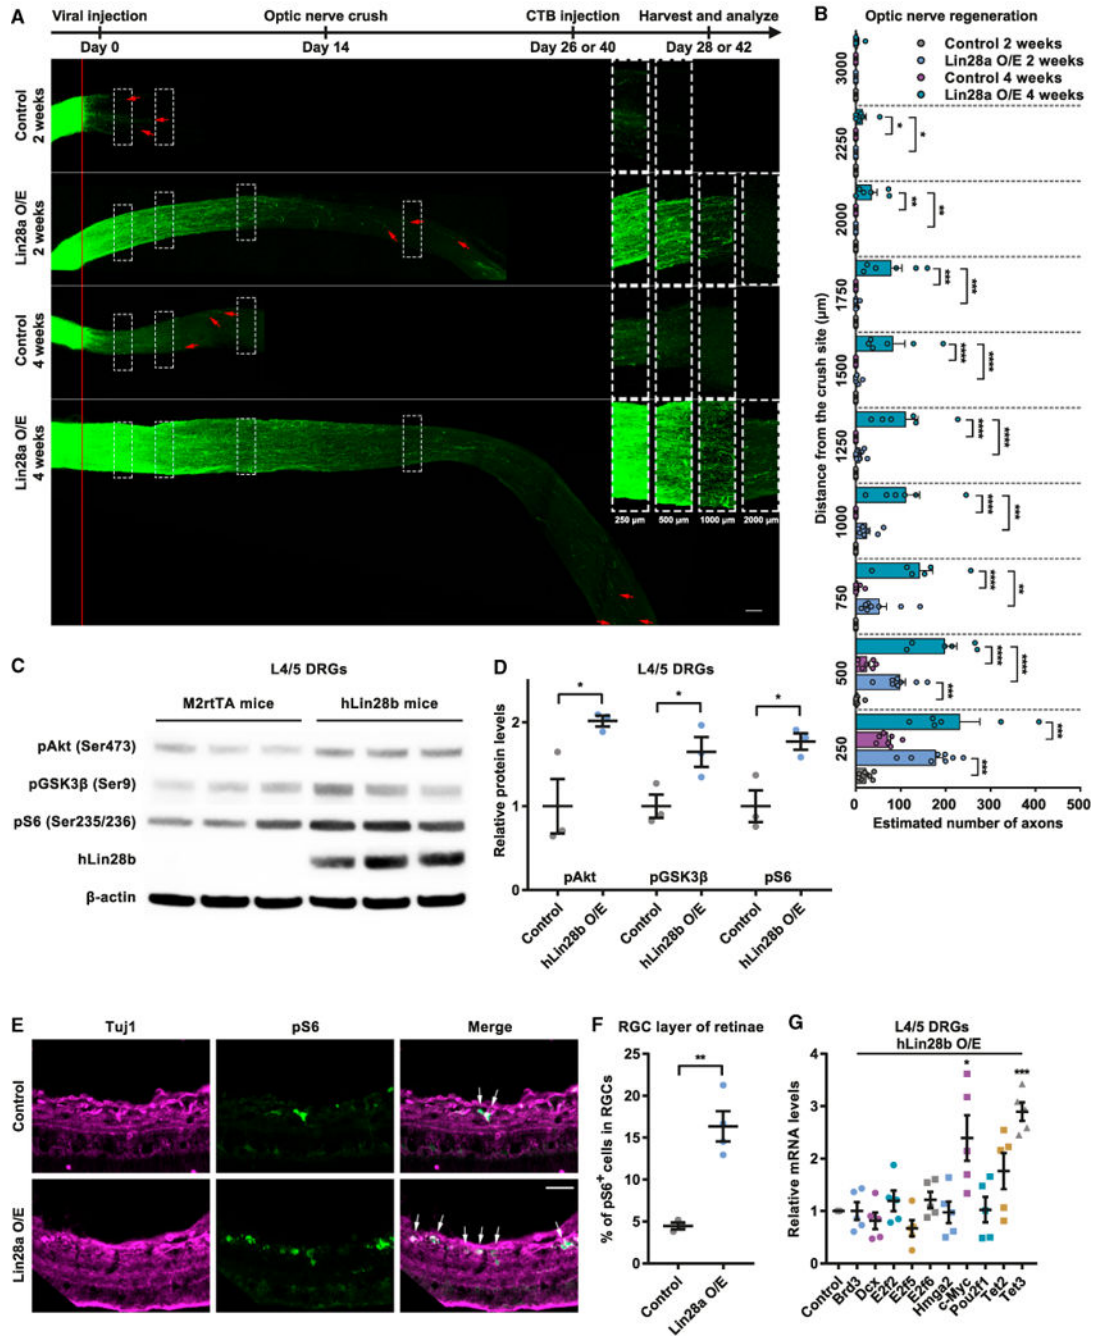 A
Viral injection
Optic nerve crush
CTB injection
Harvest and analyze
Day 0
Day 14
Day 26 or 40
Day 28 or 42
Control
2 weeks
Lin28a O/E
2 weeks
Control
4 weeks
Lin28a O/E
4 weeks
250 µm
500 µm
1000 µm
2000 µm
B
Optic nerve regeneration
Control 2 weeks
Lin28a O/E 2 weeks
Control 4 weeks
Lin28a O/E 4 weeks
Distance from the crush site (µm)
3000
2250
2000
1750
1500
1250
1000
750
500
250
*
*
**
**
***
***
****
****
****
****
****
***
****
**
****
****
***
***
***
0
100
200
300
400
500
Estimated number of axons
C
L4/5 DRGs
M2rtTA mice
hLin28b mice
pAkt (Ser473)
pGSK3β (Ser9)
pS6 (Ser235/236)
hLin28b
β-actin
D
L4/5 DRGs
Relative protein levels
2
1
0
*
*
*
pAkt
pGSK3β
pS6
Control
hLin28b O/E
Control
hLin28b O/E
Control
hLin28b O/E
E
Tuj1
pS6
Merge
Control
Lin28a O/E
F
RGC layer of retinae
% of pS6+ cells in RGCs
25
20
15
10
5
0
**
Control
Lin28a O/E
G
L4/5 DRGs
hLin28b O/E
Relative mRNA levels
4
3
2
1
0
*
***
Control
Brd3
Dcx
E2f2
E2f5
E2f6
Hmga2
c-Myc
Pou2f1
Tet2
Tet3